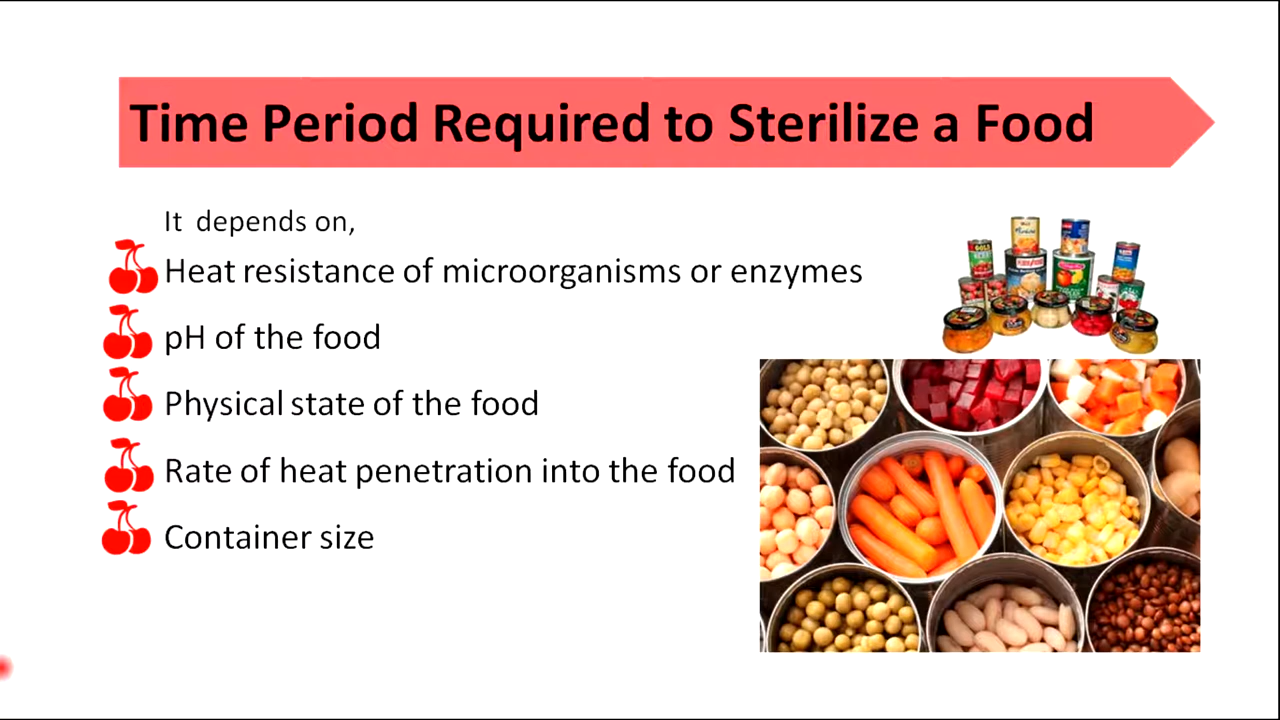 Time Period Required to Sterilize a Food
It depends on,
Heat resistance of microorganisms or enzymes
pH of the food
Physical state of the food
Rate of heat penetration into the food
Container size